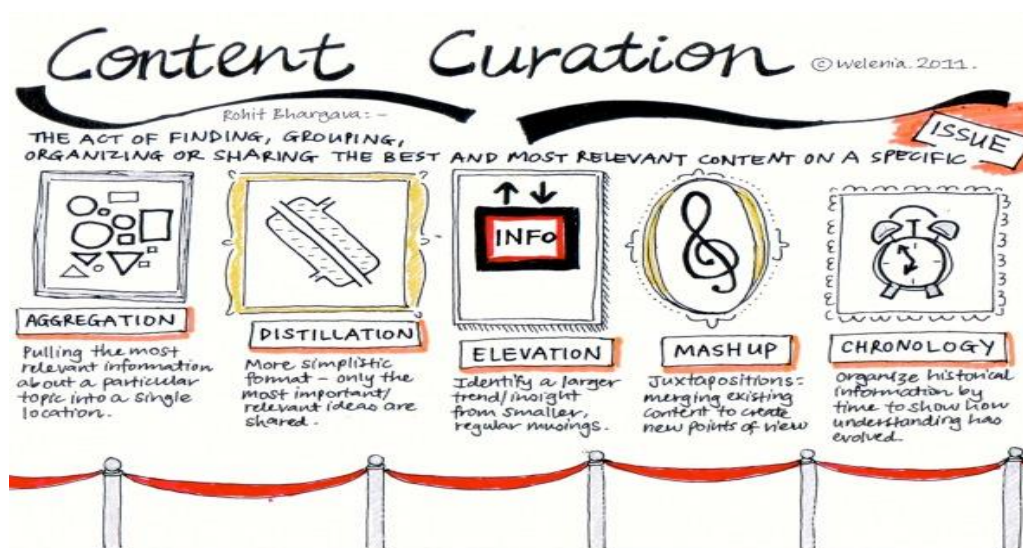 Content Curation
© Welenia. 2011.
Rohit Bhargava: -
THE ACT OF FINDING, GROUPING,
ORGANIZING OR SHARING THE BEST AND MOST RELEVANT CONTENT ON A SPECIFIC ISSUE
INFO
AGGREGATION
Pulling the most
relevant information
about a particular
topic into a single
location.
DISTILLATION
More simplistic
format - only the
most important/
relevant ideas are
shared.
ELEVATION
Identify a larger
trend/insight
from smaller,
regular musings.
MASHUP
Juxtapositions:
merging existing
content to create
new points of view
CHRONOLOGY
organize historical
information by
time to show how
understanding has
evolved.